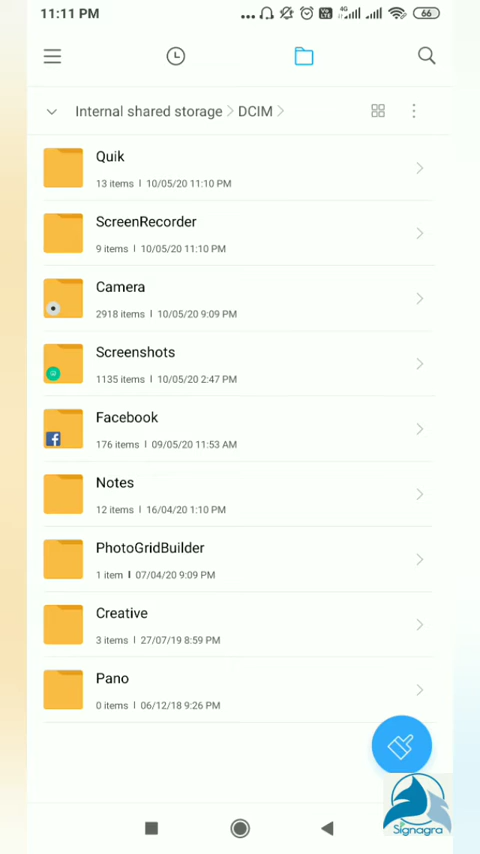 11:11 PM ... Vo LTE 4G 66
Internal shared storage > DCIM >
Quik
13 items | 10/05/20 11:10 PM
ScreenRecorder
9 items | 10/05/20 11:10 PM
Camera
2918 items | 10/05/20 9:09 PM
Screenshots
1135 items | 10/05/20 2:47 PM
Facebook
176 items | 09/05/20 11:53 AM
Notes
12 items | 16/04/20 1:10 PM
PhotoGridBuilder
1 item | 07/04/20 9:09 PM
Creative
3 items | 27/07/19 8:59 PM
Pano
0 items | 06/12/18 9:26 PM
Signagra